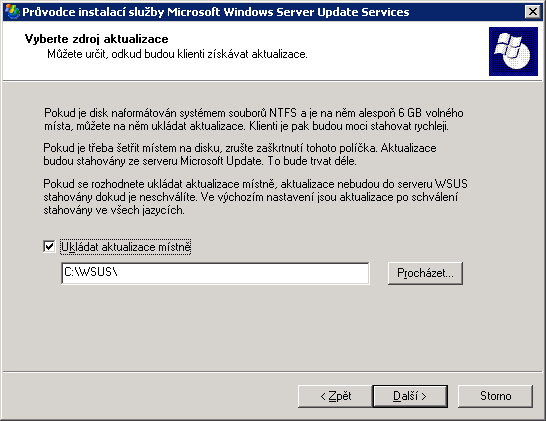 Průvodce instalací služby Microsoft Windows Server Update Services
Vyberte zdroj aktualizace
Můžete určit, odkud budou klienti získávat aktualizace.
Pokud je disk naformátován systémem souborů NTFS a je na něm alespoň 6 GB volného
místa, můžete na něm ukládat aktualizace. Klienti je pak budou moci stahovat rychleji.
Pokud je třeba šetřit místem na disku, zrušte zaškrtnutí tohoto políčka. Aktualizace
budou stahovány ze serveru Microsoft Update. To bude trvat déle.
Pokud se rozhodnete ukládat aktualizace místně, aktualizace nebudou do serveru WSUS
stahovány dokud je neschválíte. Ve výchozím nastavení jsou aktualizace po schválení
stahovány ve všech jazycích.
Ukládat aktualizace místně
C:\WSUS\
Procházet...
< Zpět
Další >
Storno